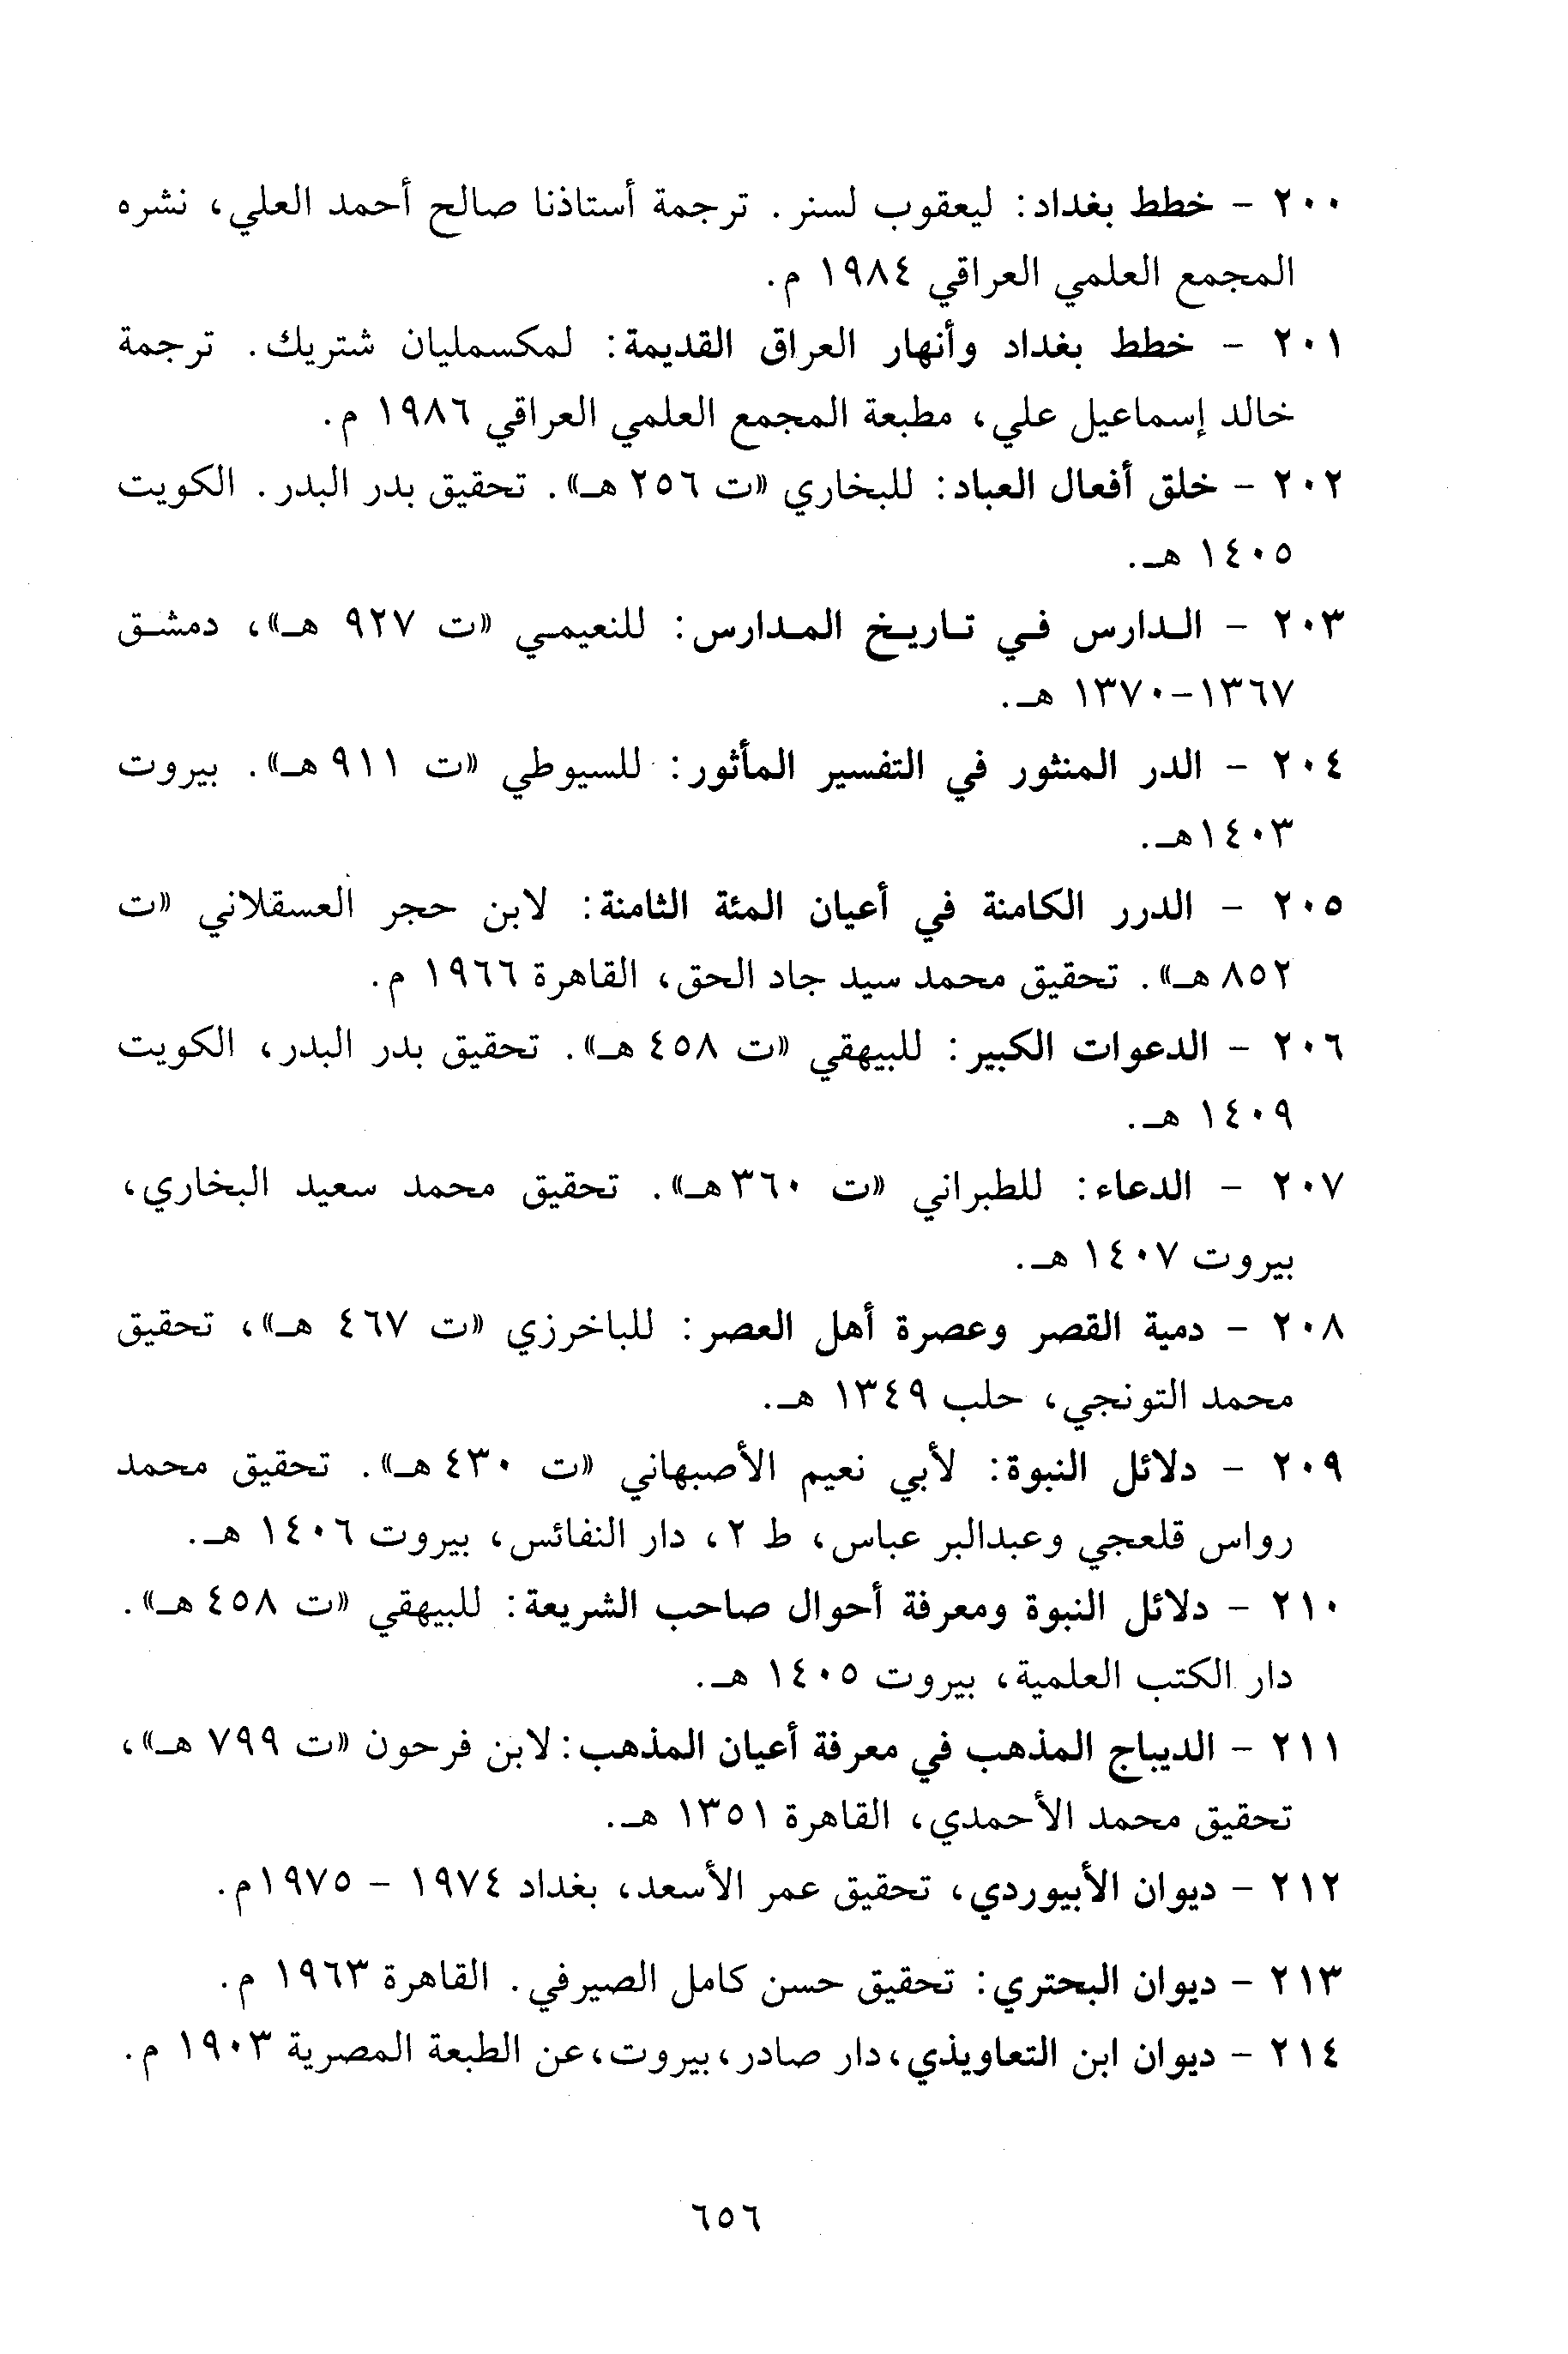 ٢٠٠ - خطط بغداد: ليعقوب لسنر. ترجمة أستاذنا صالح أحمد العلي، نشره
المجمع العلمي العراقي ١٩٨٤ م.
٢٠١ - خطط بغداد وأنهار العراق القديمة: لمكسمليان شتريك. ترجمة
خالد إسماعيل علي، مطبعة المجمع العلمي العراقي ١٩٨٦ م.
٢٠٢ - خلق أفعال العباد: للبخاري «ت ٢٥٦ هـ». تحقيق بدر البدر. الكويت
١٤٠٥ هـ.
٢٠٣ - الدارس في تاريخ المدارس: للنعيمي «ت ٩٢٧ هـ»، دمشق
١٣٦٧-١٣٧٠ هـ.
٢٠٤ - الدر المنثور في التفسير المأثور: للسيوطي «ت ٩١١هـ». بيروت
١٤٠٣هـ.
٢٠٥ - الدرر الكامنة في أعيان المئة الثامنة: لابن حجر العسقلاني «ت
٨٥٢ هـ». تحقيق محمد سيد جاد الحق، القاهرة ١٩٦٦ م.
٢٠٦ - الدعوات الكبير: للبيهقي «ت ٤٥٨ هـ». تحقيق بدر البدر، الكويت
١٤٠٩ هـ.
٢٠٧ - الدعاء: للطبراني «ت ٣٦٠هـ». تحقيق محمد سعيد البخاري،
بيروت ١٤٠٧ هـ.
٢٠٨ - دمية القصر وعصرة أهل العصر: للباخرزي «ت ٤٦٧ هـ»، تحقيق
محمد التونجي، حلب ١٣٤٩ هـ.
٢٠٩ - دلائل النبوة: لأبي نعيم الأصبهاني «ت ٤٣٠هـ». تحقيق محمد
رواس قلعجي وعبدالبر عباس، ط ٢، دار النفائس، بيروت ١٤٠٦ هـ.
٢١٠ - دلائل النبوة ومعرفة أحوال صاحب الشريعة: للبيهقي «ت ٤٥٨ هـ».
دار الكتب العلمية، بيروت ١٤٠٥ هـ.
٢١١ - الديباج المذهب في معرفة أعيان المذهب: لابن فرحون «ت ٧٩٩ هـ»،
تحقيق محمد الأحمدي، القاهرة ١٣٥١ هـ.
٢١٢ - ديوان الأبيوردي، تحقيق عمر الأسعد، بغداد ١٩٧٤ - ١٩٧٥م.
٢١٣ - ديوان البحتري: تحقيق حسن كامل الصيرفي. القاهرة ١٩٦٣ م.
٢١٤ - ديوان ابن التعاويذي، دار صادر، بيروت، عن الطبعة المصرية ١٩٠٣ م.
٦٥٦